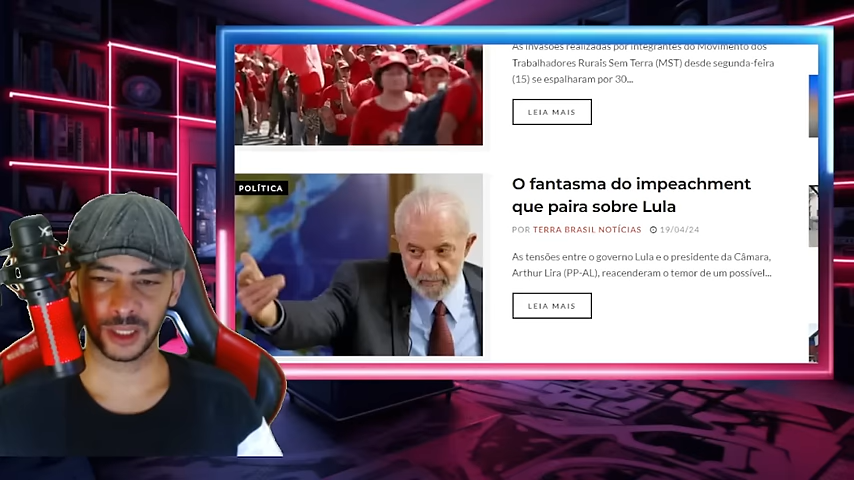 As invasões realizadas por integrantes do Movimento dos
Trabalhadores Rurais Sem Terra (MST) desde segunda-feira
(15) se espalharam por 30...
LEIA MAIS
POLÍTICA
O fantasma do impeachment
que paira sobre Lula
POR TERRA BRASIL NOTÍCIAS 19/04/24
As tensões entre o governo Lula e o presidente da Câmara,
Arthur Lira (PP-AL), reacenderam o temor de um possível...
LEIA MAIS